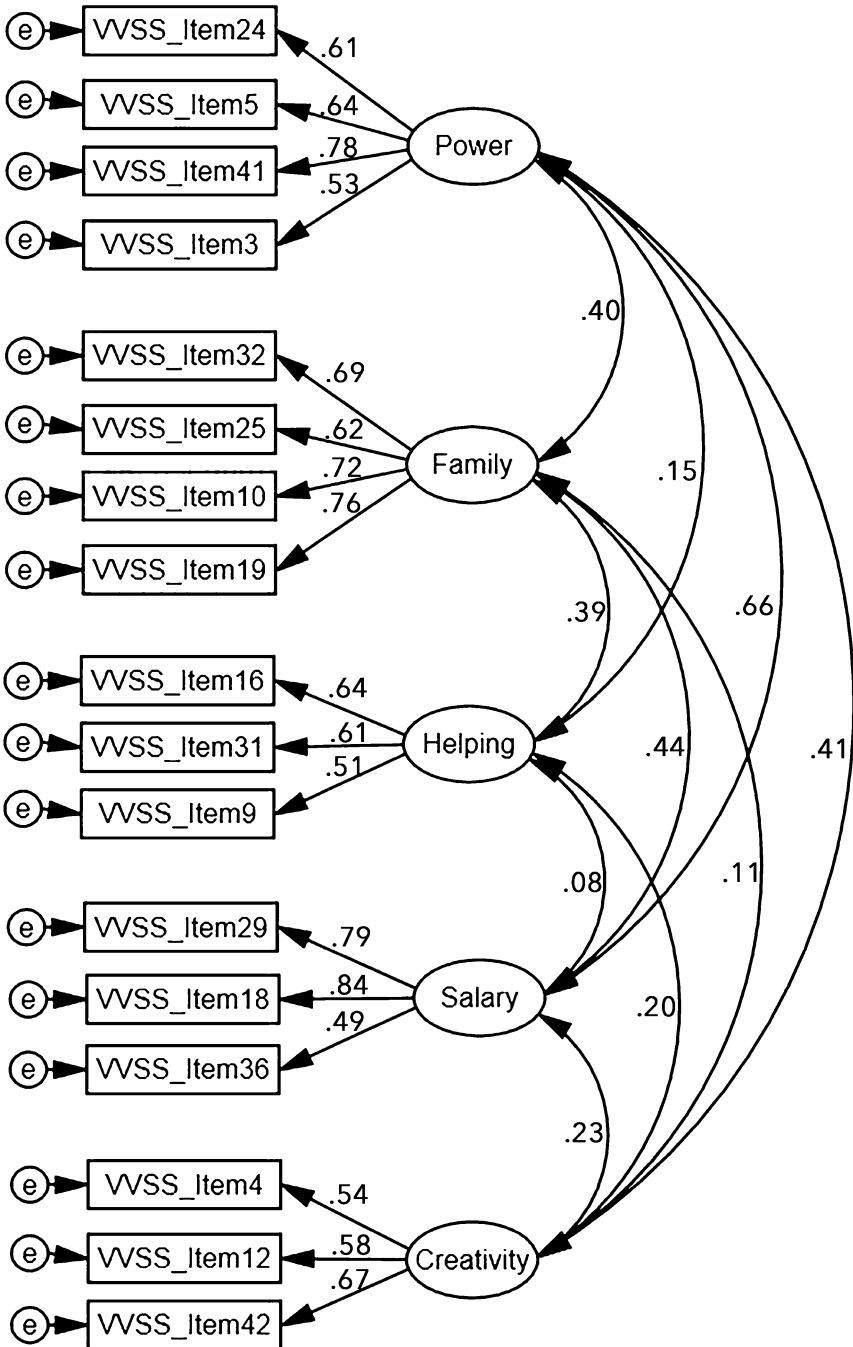 e VVSS_Item24 .61
e VVSS_Item5 .64
Power
e VVSS_Item41 .78
e VVSS_Item3 .53
.40
e VVSS_Item32 .69
e VVSS_Item25 .62
Family
.15
e VVSS_Item10 .72
e VVSS_Item19 .76
.39
.66
e VVSS_Item16 .64
e VVSS_Item31 .61
Helping
.44
.41
e VVSS_Item9 .51
.08
.11
e VVSS_Item29 .79
e VVSS_Item18 .84
Salary
.20
e VVSS_Item36 .49
.23
e VVSS_Item4 .54
e VVSS_Item12 .58
Creativity
e VVSS_Item42 .67